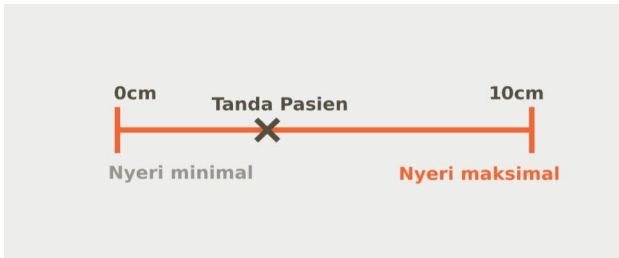 0cm
10cm
Tanda Pasien
Nyeri minimal
Nyeri maksimal